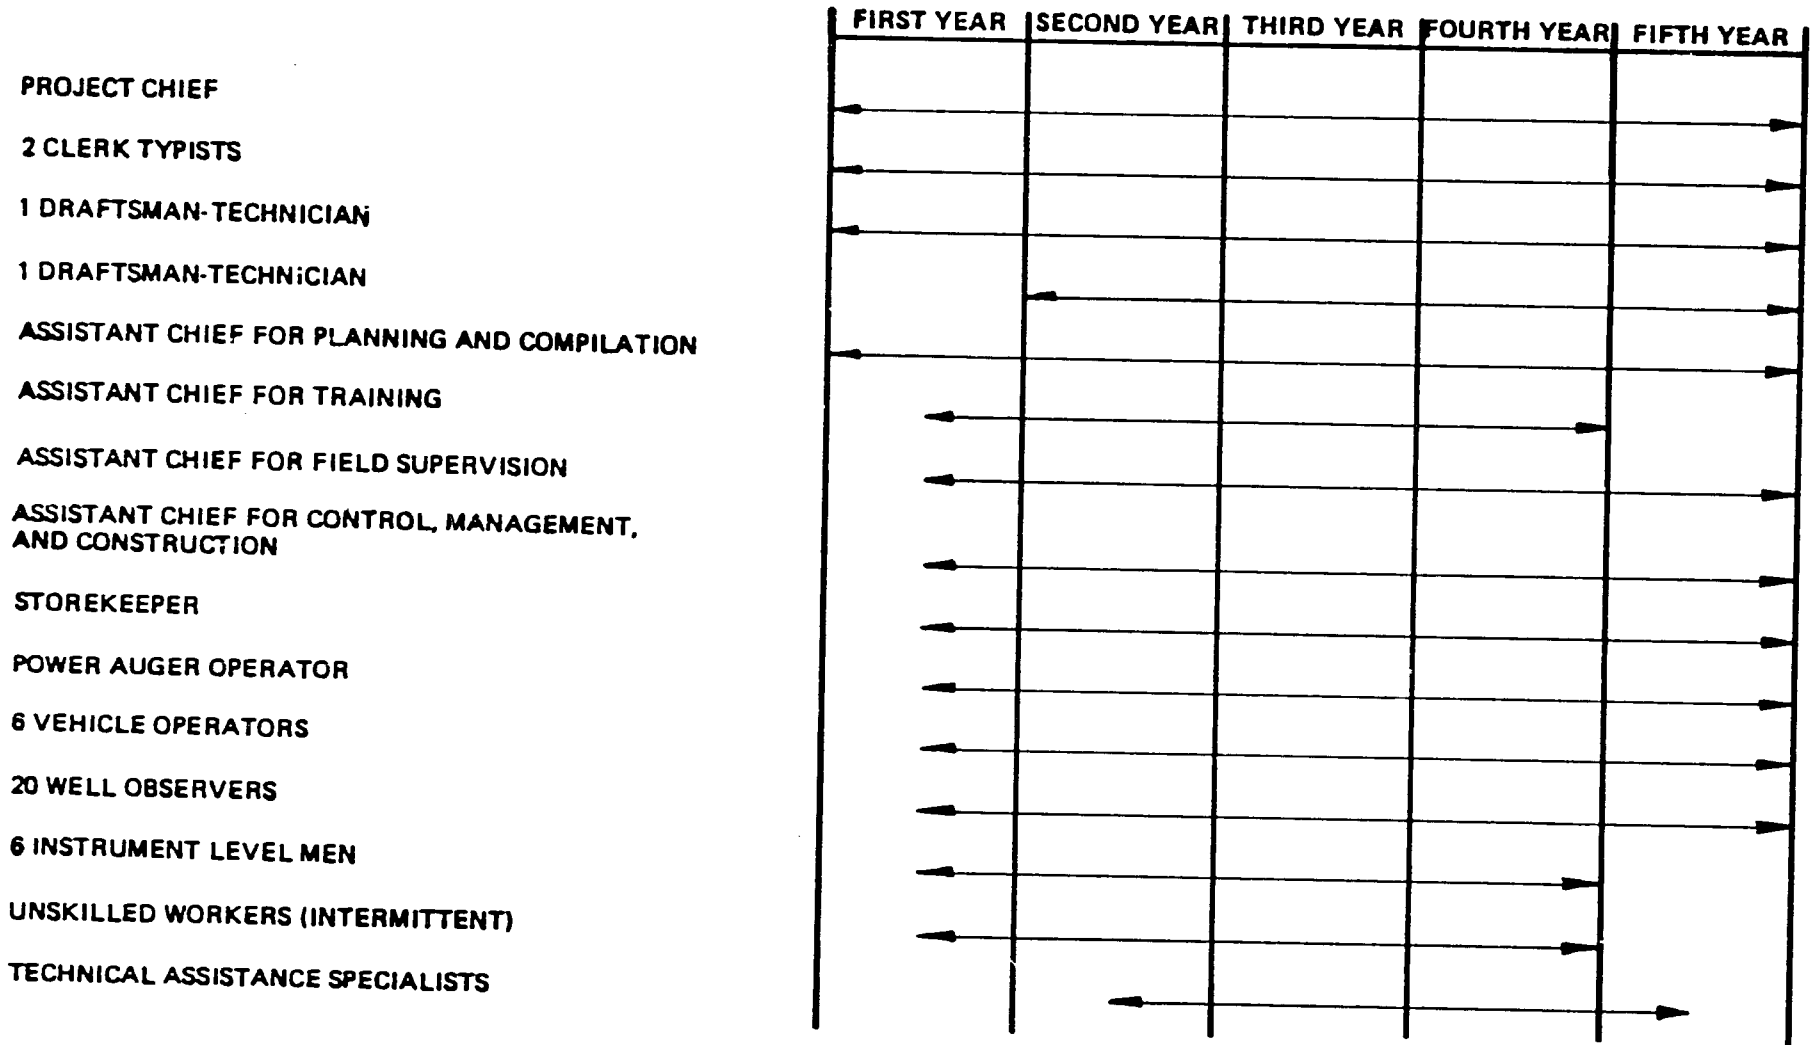 FIRST YEAR SECOND YEAR THIRD YEAR FOURTH YEAR FIFTH YEAR
PROJECT CHIEF
2 CLERK TYPISTS
1 DRAFTSMAN-TECHNICIAN
1 DRAFTSMAN-TECHNICIAN
ASSISTANT CHIEF FOR PLANNING AND COMPILATION
ASSISTANT CHIEF FOR TRAINING
ASSISTANT CHIEF FOR FIELD SUPERVISION
ASSISTANT CHIEF FOR CONTROL, MANAGEMENT,
AND CONSTRUCTION
STOREKEEPER
POWER AUGER OPERATOR
6 VEHICLE OPERATORS
20 WELL OBSERVERS
6 INSTRUMENT LEVEL MEN
UNSKILLED WORKERS (INTERMITTENT)
TECHNICAL ASSISTANCE SPECIALISTS